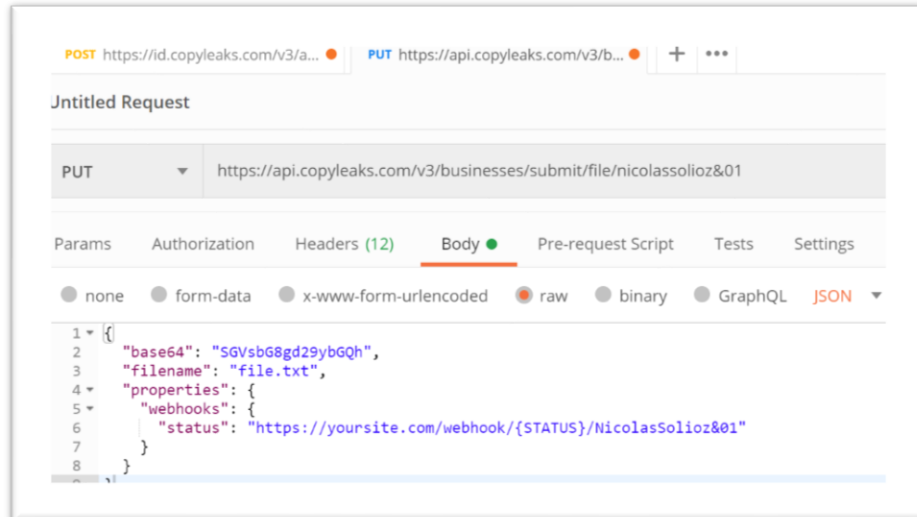 POST https://id.copyleaks.com/v3/a... PUT https://api.copyleaks.com/v3/b... + •••
Untitled Request
PUT https://api.copyleaks.com/v3/businesses/submit/file/nicolassolioz&01
Params Authorization Headers (12) Body Pre-request Script Tests Settings
none form-data x-www-form-urlencoded raw binary GraphQL JSON
1 {
2 "base64": "SGVsbG8gd29ybGQh",
3 "filename": "file.txt",
4 "properties": {
5 "webhooks": {
6 "status": "https://yoursite.com/webhook/{STATUS}/NicolasSolioz&01"
7 }
8 }
9 }